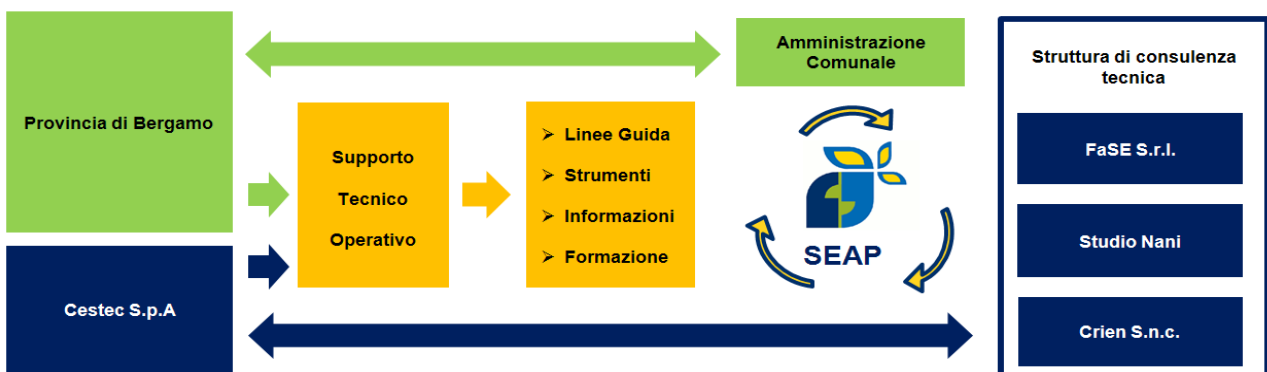 Provincia di Bergamo
Cestec S.p.A
Supporto
Tecnico
Operativo
➢ Linee Guida
➢ Strumenti
➢ Informazioni
➢ Formazione
Amministrazione
Comunale
SEAP
Struttura di consulenza
tecnica
FaSE S.r.l.
Studio Nani
Crien S.n.c.